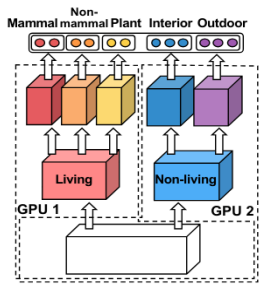 Non-
Mammal mammal Plant Interior Outdoor
Living Non-living
GPU 1 GPU 2